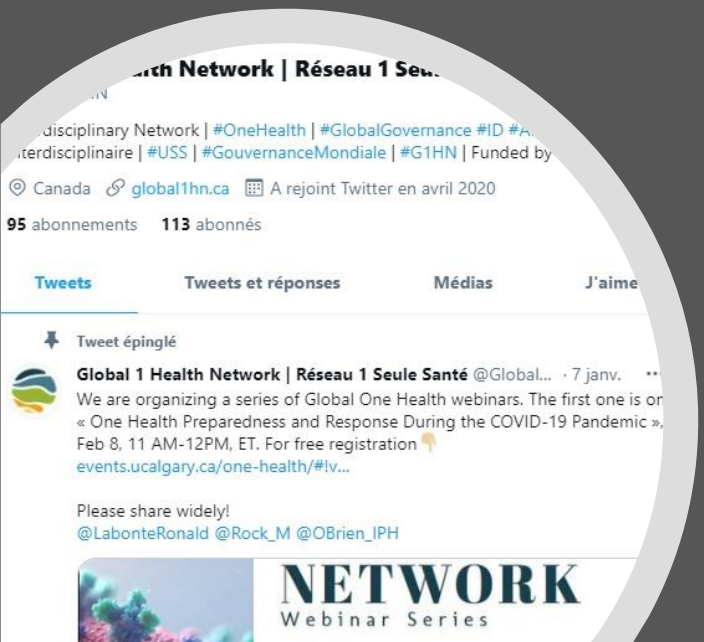 Health Network | Réseau 1
disciplinary Network | #OneHealth | #GlobalGovernance #ID
| #USS | #GouvernanceMondiale | #G1HN | Funded by
Canada global1hn.ca A rejoint Twitter en avril 2020
95 abonnements 113 abonnés
Tweets Tweets et réponses Médias J'aime
Tweet épinglé
Global 1 Health Network | Réseau 1 Seule Santé @Global... · 7 janv.
We are organizing a series of Global One Health webinars. The first one is on
« One Health Preparedness and Response During the COVID-19 Pandemic »,
Feb 8, 11 AM-12PM, ET. For free registration
events.ucalgary.ca/one-health/#!v...
Please share widely!
@LabonteRonald @Rock_M @OBrien_IPH
NETWORK
Webinar Series